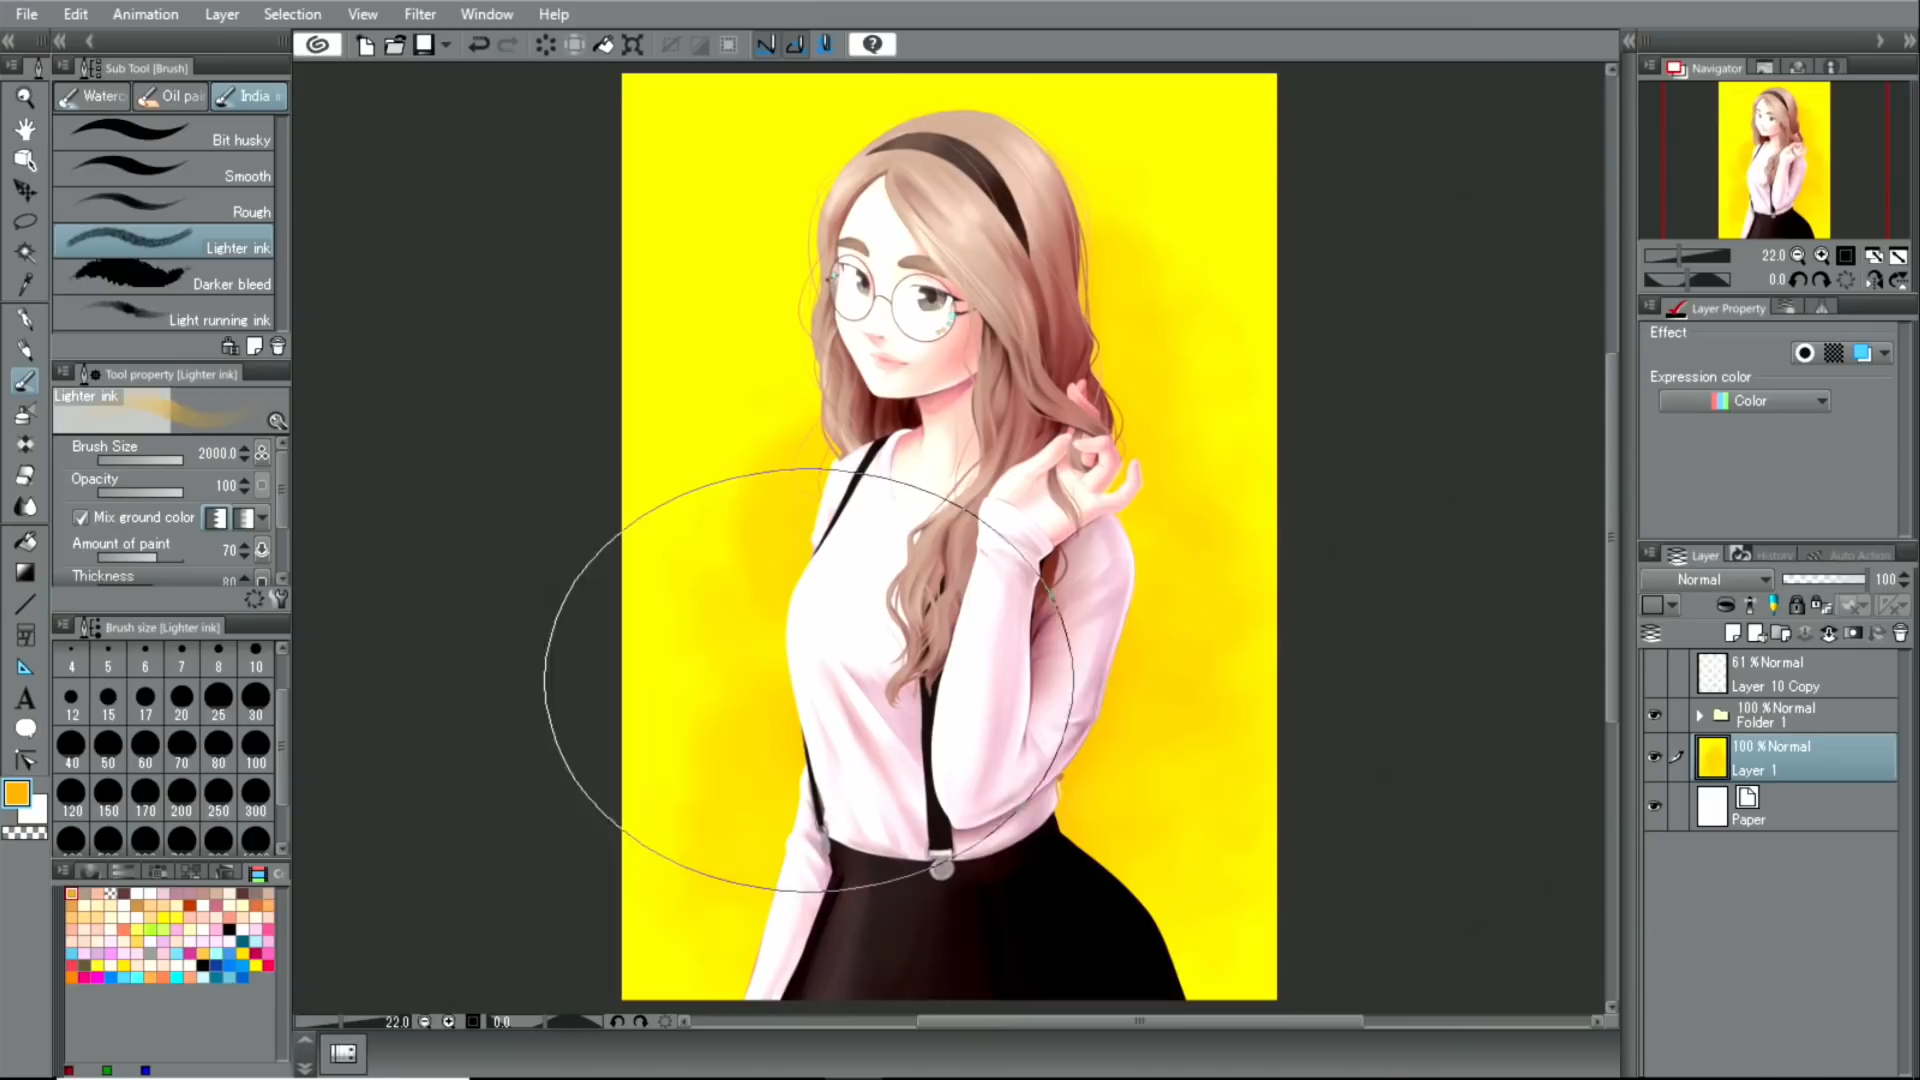 File Edit Animation Layer Selection View Filter Window Help
Sub Tool [Brush]
Waterc Oil pai India i
Bit husky
Smooth
Rough
Lighter ink
Darker bleed
Light running ink
Tool property [Lighter ink]
Lighter ink
Brush Size 2000.0
Opacity 100
Mix ground color
Amount of paint 70
Thickness 80
Brush size [Lighter ink]
4 5 6 7 8 10
12 15 17 20 25 30
40 50 60 70 80 100
120 150 170 200 250 300
22.0 0.0
Navigator
22.0
0.0
Layer Property
Effect
Expression color
Color
Layer History Auto Action
Normal 100
61 % Normal
Layer 10 Copy
100 % Normal
Folder 1
100 % Normal
Layer 1
Paper